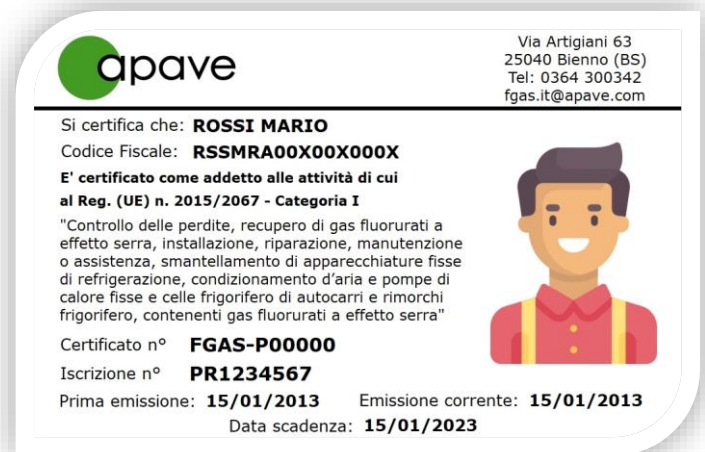 apave
Via Artigiani 63
25040 Bienno (BS)
Tel: 0364 300342
fgas.it@apave.com
Si certifica che: ROSSI MARIO
Codice Fiscale: RSSMRA00X00X000X
E' certificato come addetto alle attività di cui
al Reg. (UE) n. 2015/2067 - Categoria I
"Controllo delle perdite, recupero di gas fluorurati a
effetto serra, installazione, riparazione, manutenzione
o assistenza, smantellamento di apparecchiature fisse
di refrigerazione, condizionamento d'aria e pompe di
calore fisse e celle frigorifero di autocarri e rimorchi
frigorifero, contenenti gas fluorurati a effetto serra"
Certificato nº FGAS-P00000
Iscrizione nº PR1234567
Prima emissione: 15/01/2013 Emissione corrente: 15/01/2013
Data scadenza: 15/01/2023